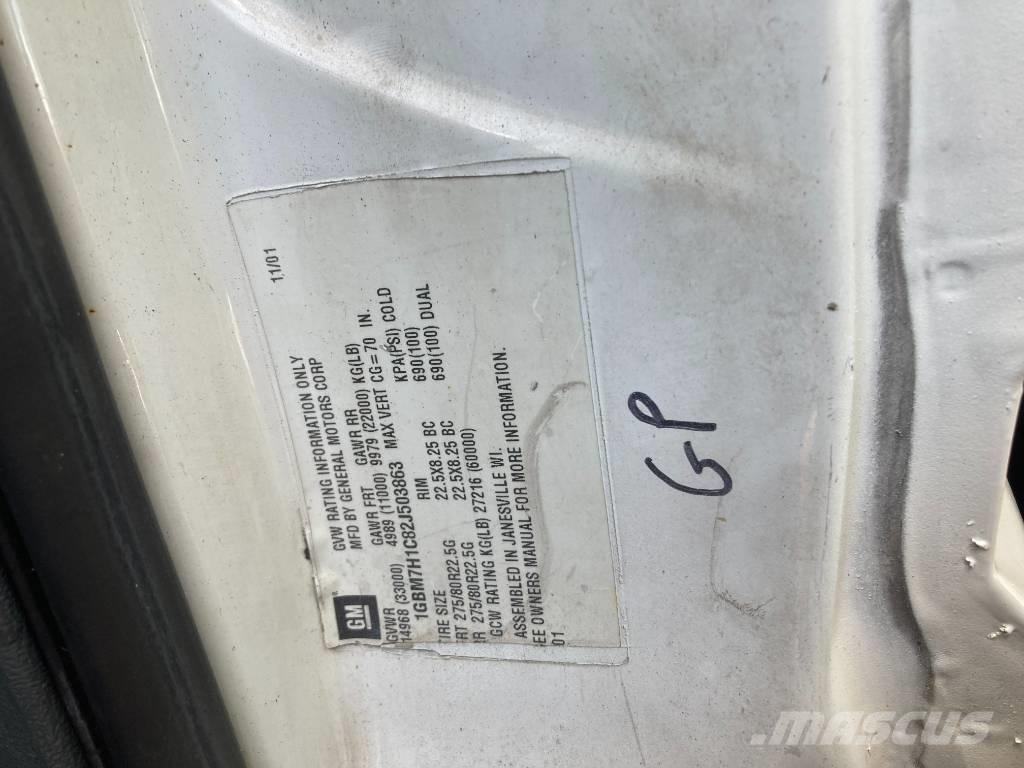 11/01
GVW RATING INFORMATION ONLY
MFD BY GENERAL MOTORS CORP
GM®
GVWR GAWR FRT GAWR RR KG(LB)
14968 (33000) 4989 (11000) 9979 (22000)
1GBM7H1C82J503863 MAX VERT CG=70 IN.
TIRE SIZE RIM KPA(PSI) COLD
FRT 275/80R22.5G 22.5X8.25 BC 690(100)
RR 275/80R22.5G 22.5X8.25 BC 690(100) DUAL
GCW RATING KG(LB) 27216 (60000)
ASSEMBLED IN JANESVILLE WI.
SEE OWNERS MANUAL FOR MORE INFORMATION.
01
GP
MASCUS